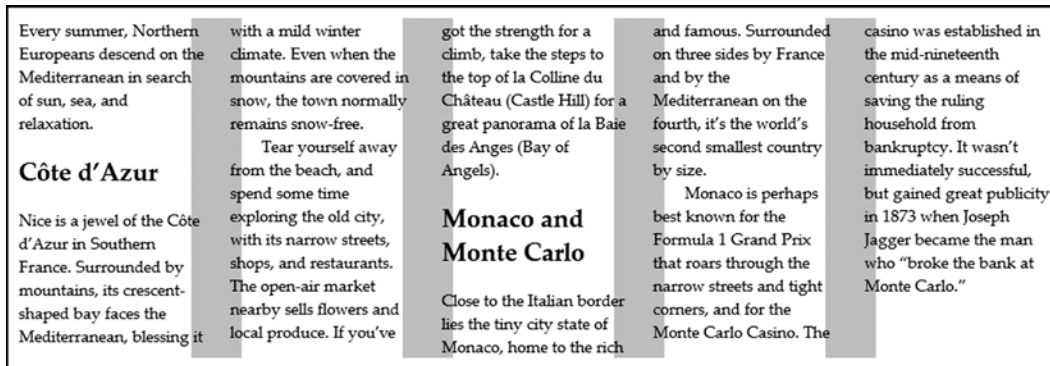 Every summer, Northern
Europeans descend on the
Mediterranean in search
of sun, sea, and
relaxation.
Côte d’Azur
Nice is a jewel of the Côte
d’Azur in Southern
France. Surrounded by
mountains, its crescent-
shaped bay faces the
Mediterranean, blessing it
with a mild winter
climate. Even when the
mountains are covered in
snow, the town normally
remains snow-free.
Tear yourself away
from the beach, and
spend some time
exploring the old city,
with its narrow streets,
shops, and restaurants.
The open-air market
nearby sells flowers and
local produce. If you’ve
got the strength for a
climb, take the steps to
the top of la Colline du
Château (Castle Hill) for a
great panorama of la Baie
des Anges (Bay of
Angels).
Monaco and
Monte Carlo
Close to the Italian border
lies the tiny city state of
Monaco, home to the rich
and famous. Surrounded
on three sides by France
and by the
Mediterranean on the
fourth, it’s the world’s
second smallest country
by size.
Monaco is perhaps
best known for the
Formula 1 Grand Prix
that roars through the
narrow streets and tight
corners, and for the
Monte Carlo Casino. The
casino was established in
the mid-nineteenth
century as a means of
saving the ruling
household from
bankruptcy. It wasn’t
immediately successful,
but gained great publicity
in 1873 when Joseph
Jagger became the man
who “broke the bank at
Monte Carlo.”